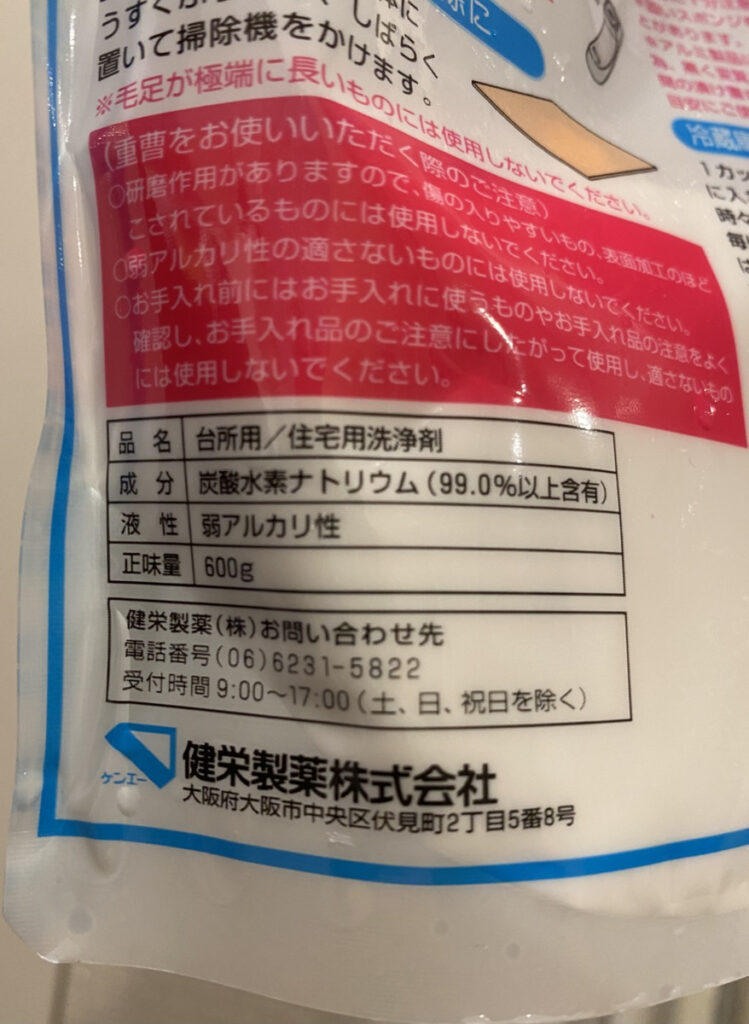 しばらく
置いて掃除機をかけます。
※毛足が極端に長いものには使用しないでください。
(重曹をお使いいただく際のご注意)
○研磨作用がありますので、傷の入りやすいもの、表面加工のほど
こされているものには使用しないでください。
○弱アルカリ性の適さないものには使用しないでください。
○お手入れ前にはお手入れに使うものやお手入れ品の注意をよく
確認し、お手入れ品のご注意にしたがって使用し、適さないもの
には使用しないでください。
品 名 台所用/住宅用洗浄剤
成 分 炭酸水素ナトリウム(99.0%以上含有)
液 性 弱アルカリ性
正味量 600g
健栄製薬(株)お問い合わせ先
電話番号(06)6231-5822
受付時間 9:00~17:00(土、日、祝日を除く)
ケンエー 健栄製薬株式会社
大阪府大阪市中央区伏見町2丁目5番8号
冷蔵庫
1カッ
に入
時々
毎